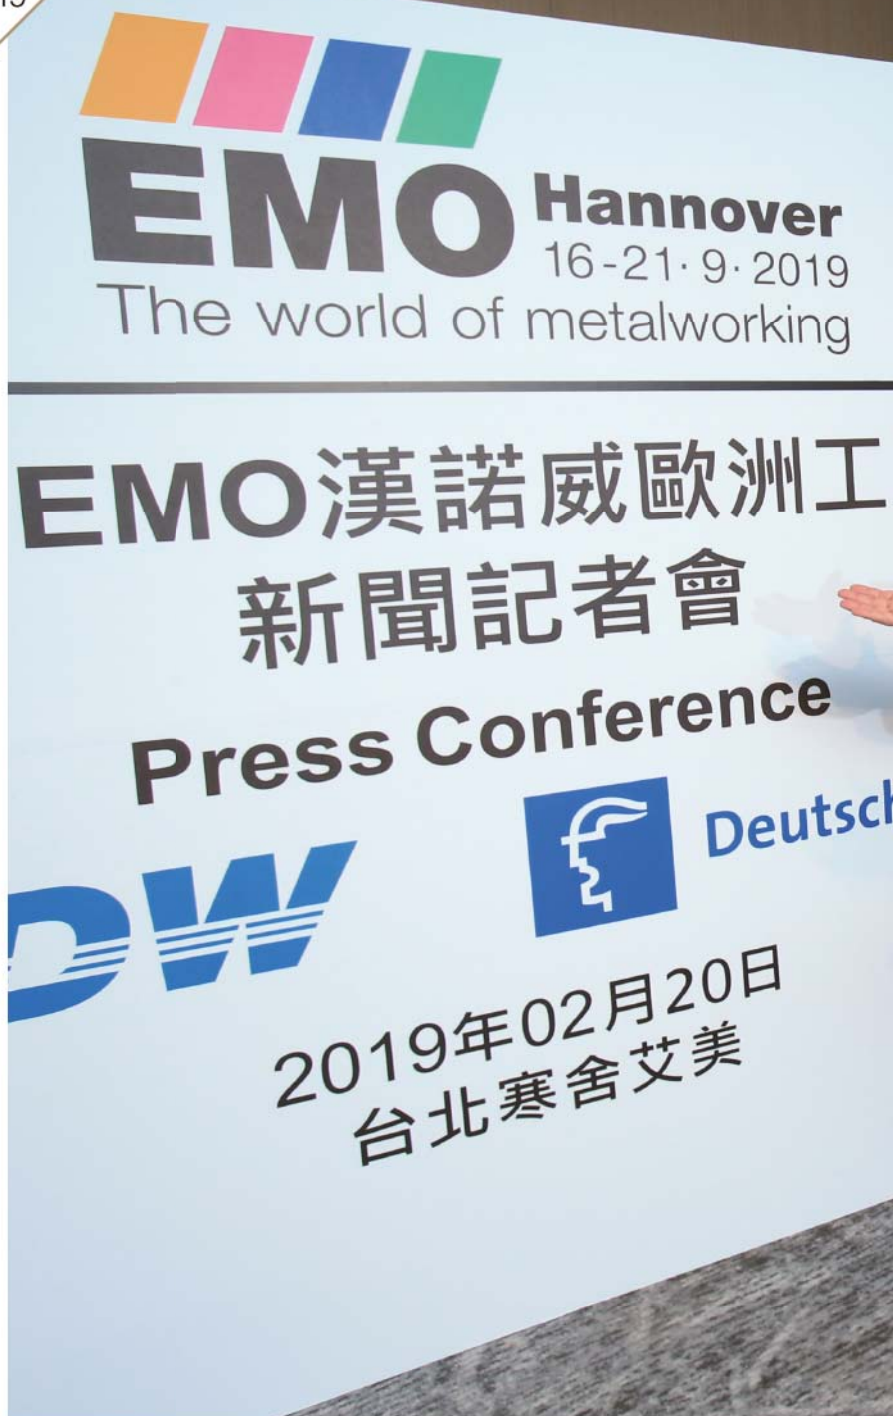 EMO Hannover
16-21·9·2019
The world of metalworking
EMO漢諾威歐洲工
新聞記者會
Press Conference
DW
Deutsch
2019年02月20日
台北寒舍艾美